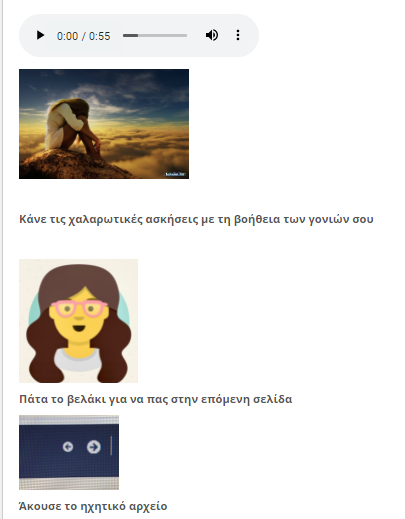 0:00 / 0:55
Κάνε τις χαλαρωτικές ασκήσεις με τη βοήθεια των γονιών σου
Πάτα το βελάκι για να πας στην επόμενη σελίδα
Άκουσε το ηχητικό αρχείο